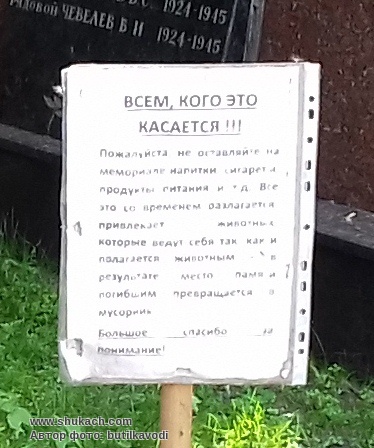 1924-1945
рядовой ЧЕВЕЛЕВ Б И 1924-1945
ВСЕМ, КОГО ЭТО
КАСАЕТСЯ !!!
Пожалуйста не оставляйте на
мемориале напитки сигареты
продукты питания и т д. Все
это со временем разлагается
привлекает животных
которые ведут себя так как и
полагается животным в
результате место памяти
погибшим превращается в
мусорник
Большое спасибо за
понимание!
www.shukach.com
Автор фото: butilkavodi